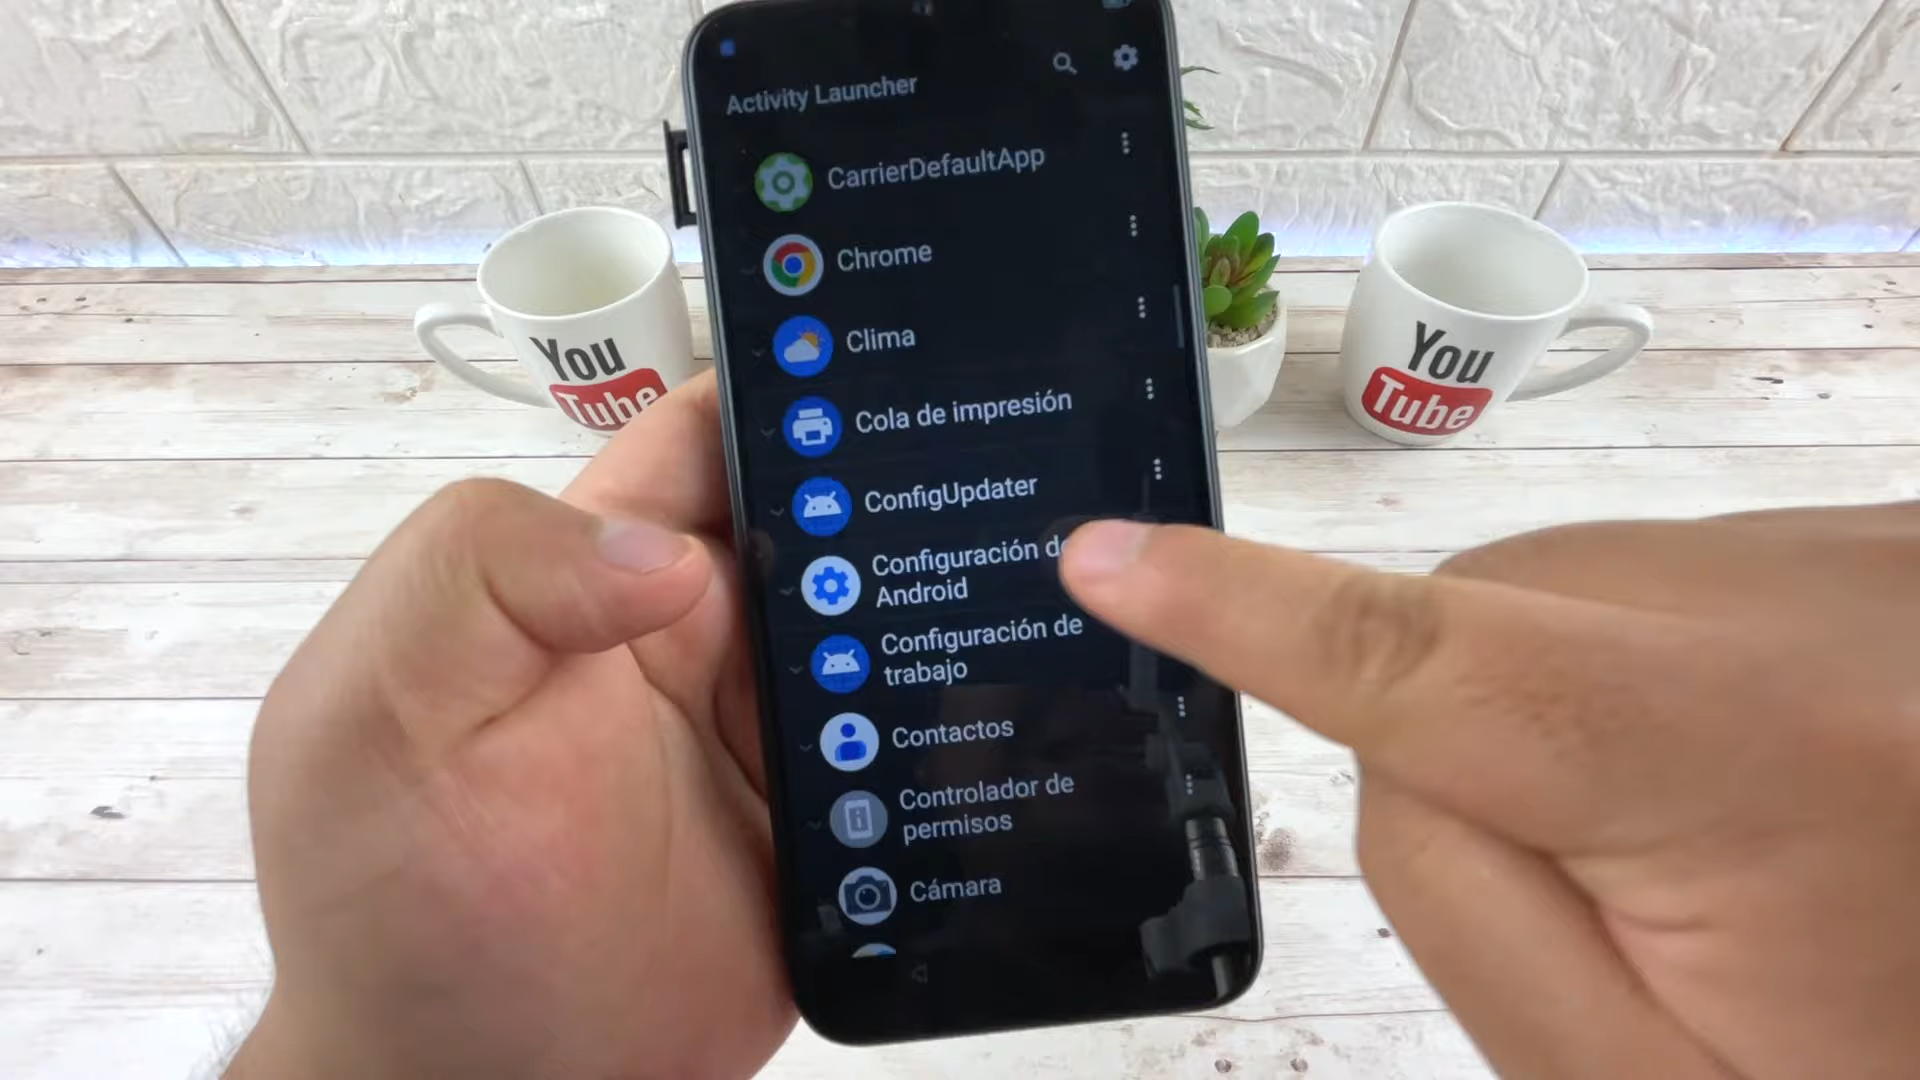 Activity Launcher
CarrierDefaultApp
Chrome
Clima
Cola de impresión
ConfigUpdater
Configuración de
Android
Configuración de
trabajo
Contactos
Controlador de
permisos
Cámara
You
Tube
You
Tube